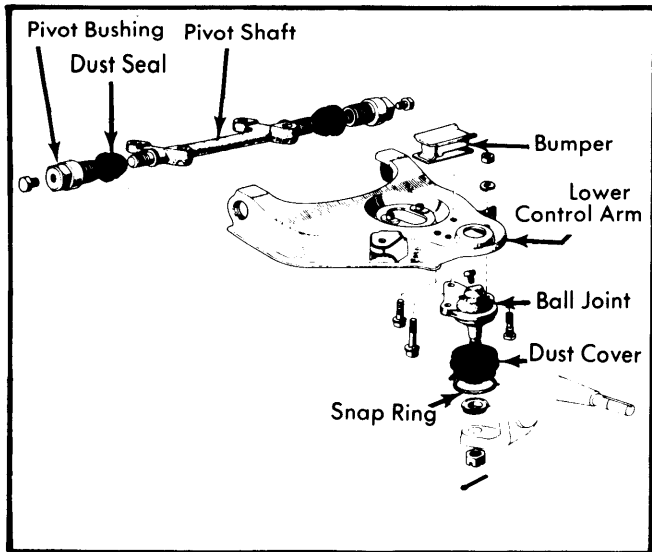 Pivot Bushing
Pivot Shaft
Dust Seal
Bumper
Lower
Control Arm
Ball Joint
Dust Cover
Snap Ring